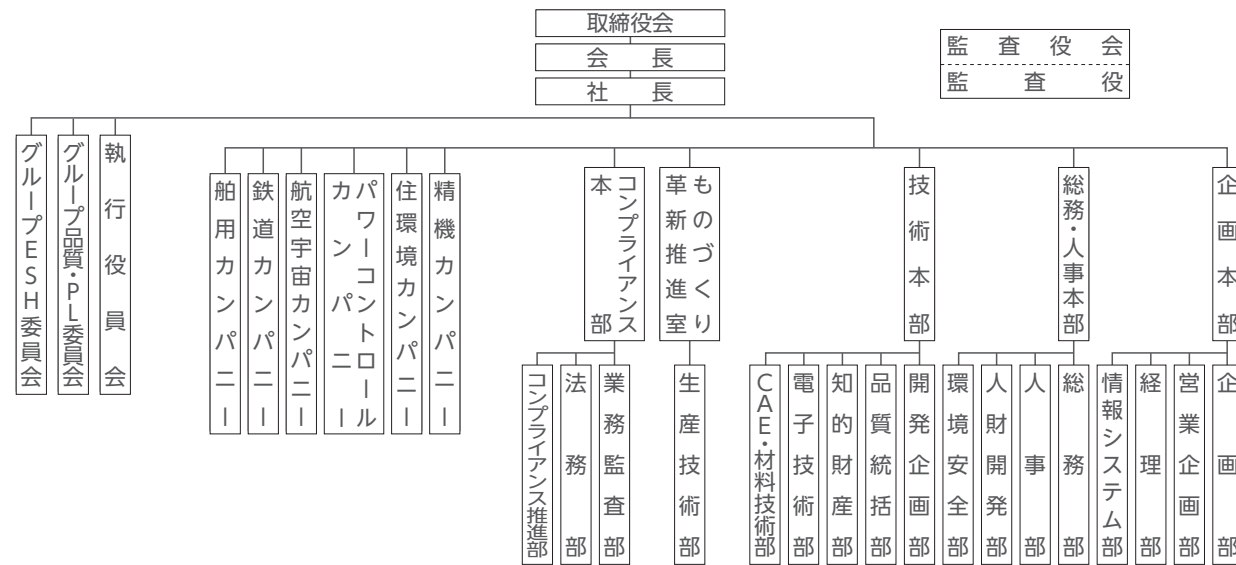 取締役会
会長
社長
監査役会
監査役
グループESH委員会
グループ品質・PL委員会
執行役員会
舶用カンパニー
鉄道カンパニー
航空宇宙カンパニー
パワーコントロール
カンパニー
住環境カンパニー
精機カンパニー
コンプライアンス
本部
ものづくり
革新推進室
技術本部
総務・人事本部
企画本部
コンプライアンス推進部
法務部
業務監査部
生産技術部
CAE・材料技術部
電子技術部
知的財産部
品質統括部
開発企画部
環境安全部
人財開発部
人事部
総務部
情報システム部
経理部
営業企画部
企画部